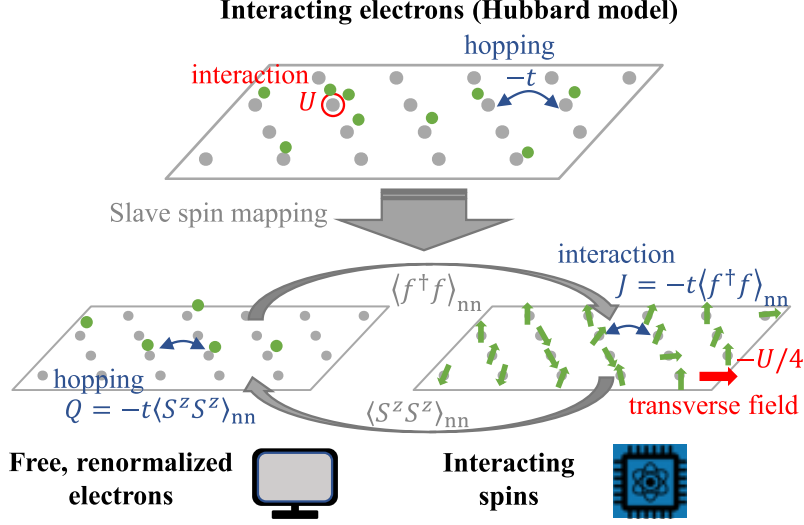 Interacting electrons (Hubbard model)
hopping
interaction
−t
U
Slave spin mapping
interaction
⟨f†f⟩nn
J = −t⟨f†f⟩nn
hopping
−U/4
Q = −t⟨SᶻSᶻ⟩nn
⟨SᶻSᶻ⟩nn
transverse field
Free, renormalized
electrons
Interacting
spins